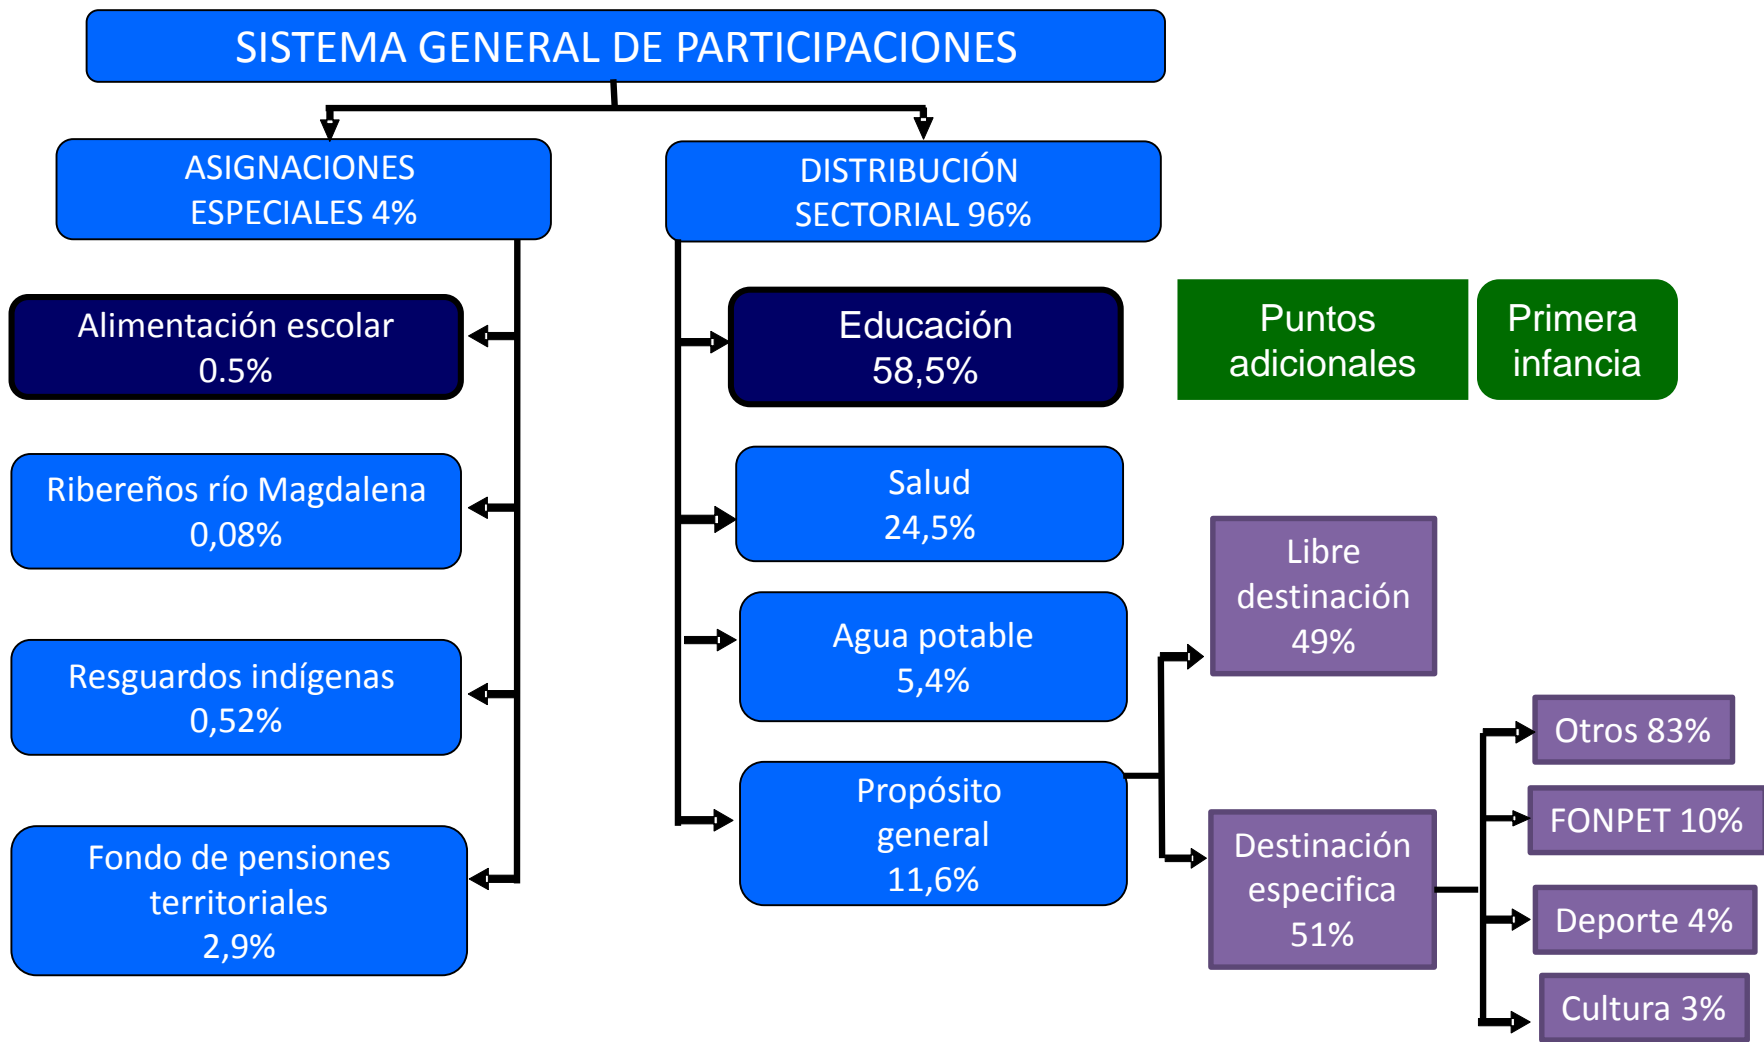 SISTEMA GENERAL DE PARTICIPACIONES
ASIGNACIONES
ESPECIALES 4%
DISTRIBUCIÓN
SECTORIAL 96%
Alimentación escolar
0.5%
Ribereños río Magdalena
0,08%
Resguardos indígenas
0,52%
Fondo de pensiones
territoriales
2,9%
Educación
58,5%
Puntos
adicionales
Primera
infancia
Salud
24,5%
Agua potable
5,4%
Propósito
general
11,6%
Libre
destinación
49%
Destinación
especifica
51%
Otros 83%
FONPET 10%
Deporte 4%
Cultura 3%